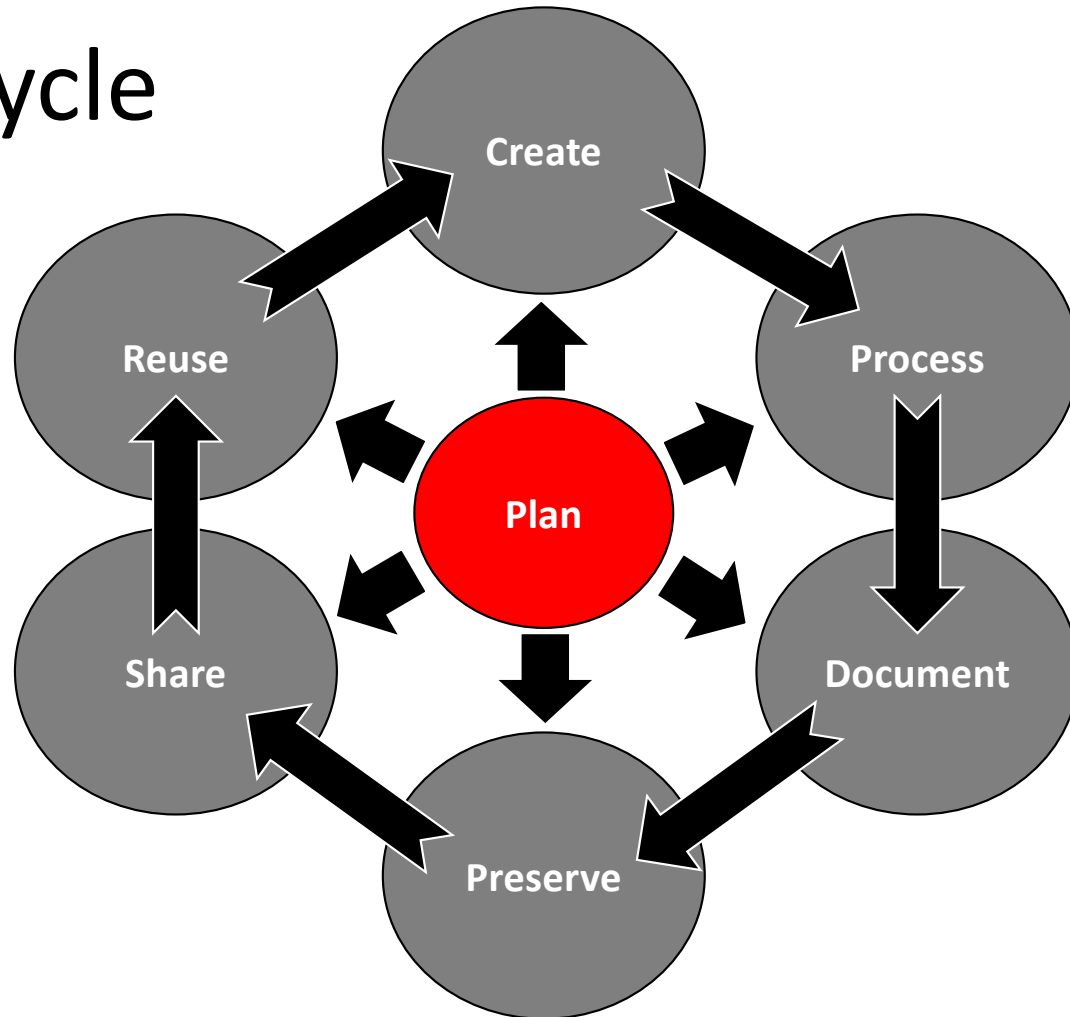 ycle
Create
Reuse
Process
Plan
Share
Document
Preserve